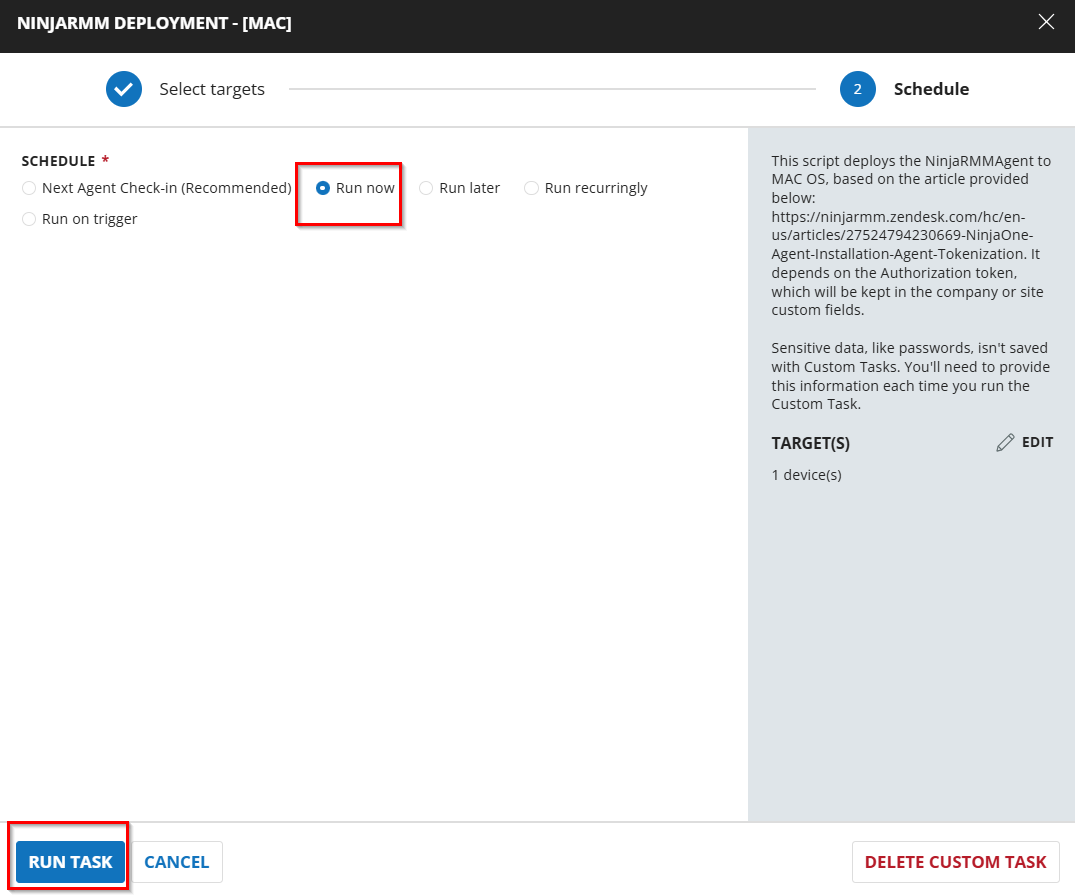 NINJARMM DEPLOYMENT - [MAC]
Select targets
2
Schedule
SCHEDULE *
Next Agent Check-in (Recommended)
Run now
Run later
Run recurringly
Run on trigger
This script deploys the NinjaRMMAgent to
MAC OS, based on the article provided
below:
https://ninjarmm.zendesk.com/hc/en-
us/articles/27524794230669-NinjaOne-
Agent-Installation-Agent-Tokenization. It
depends on the Authorization token,
which will be kept in the company or site
custom fields.
Sensitive data, like passwords, isn't saved
with Custom Tasks. You'll need to provide
this information each time you run the
Custom Task.
TARGET(S)
EDIT
1 device(s)
RUN TASK
CANCEL
DELETE CUSTOM TASK